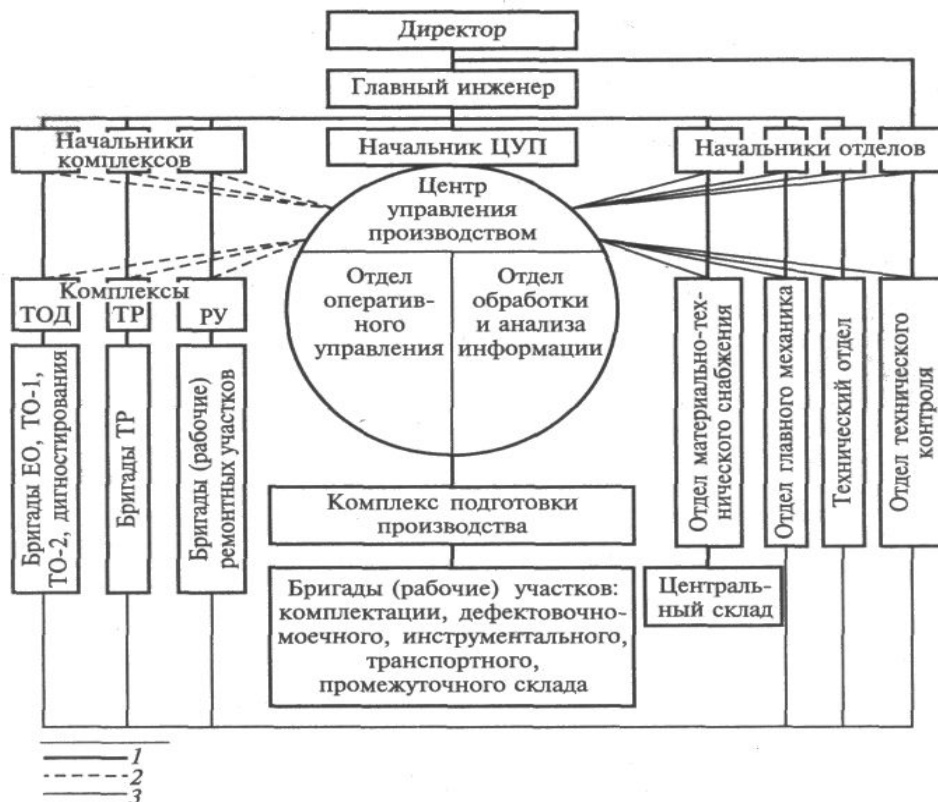 Директор
Главный инженер
Начальники
комплексов
Начальник ЦУП
Начальники отделов
Центр
управления
производством
Отдел
оператив-
ного
управления
Отдел
обработки
и анализа
информации
Комплексы
ТОД
ТР
РУ
Бригады ЕО, ТО-1,
ТО-2, дигностирования
Бригады ТР
Бригады (рабочие)
ремонтных участков
Отдел материально-тех-
нического снабжения
Отдел главного механика
Технический отдел
Отдел технического
контроля
Комплекс подготовки
производства
Бригады (рабочие) участков:
комплектации, дефектовочно-
моечного, инструментального,
транспортного,
промежуточного склада
Централь-
ный склад
1
2
3